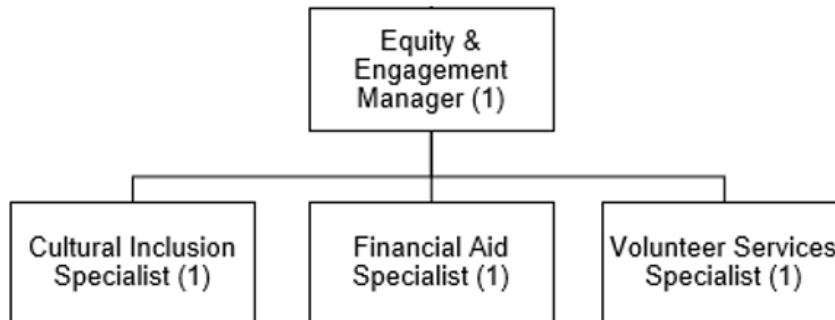 Equity &
Engagement
Manager (1)
Cultural Inclusion
Specialist (1)
Financial Aid
Specialist (1)
Volunteer Services
Specialist (1)